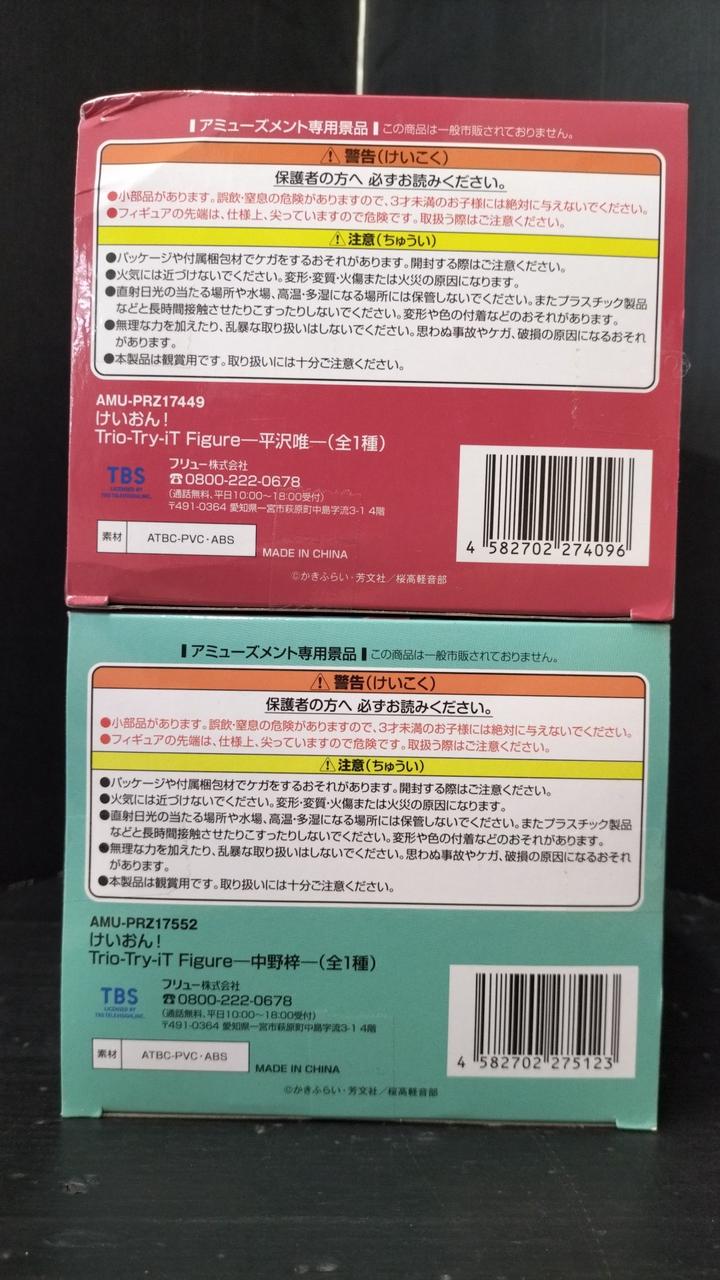 アミューズメント専用景品 この商品は一般市販されておりません。
⚠ 警告(けいこく)
保護者の方へ 必ずお読みください。
●小部品があります。誤飲・窒息の危険がありますので、3才未満のお子様には絶対に与えないでください。
●フィギュアの先端は、仕様上、尖っていますので危険です。取扱う際はご注意ください。
⚠ 注意(ちゅうい)
●パッケージや付属梱包材でケガをするおそれがあります。開封する際はご注意ください。
●火気には近づけないでください。変形・変質・火傷または火災の原因になります。
●直射日光の当たる場所や水場、高温・多湿になる場所には保管しないでください。またプラスチック製品
などと長時間接触させたりこすったりしないでください。変形や色の付着などのおそれがあります。
●無理な力を加えたり、乱暴な取り扱いはしないでください。思わぬ事故やケガ、破損の原因になるおそれ
があります。
●本製品は観賞用です。取り扱いには十分ご注意ください。
AMU-PRZ17449
けいおん!
Trio-Try-iT Figure—平沢唯—(全1種)
TBS
LICENSED BY
TBS TELEVISION,INC.
フリュー株式会社
☎0800-222-0678
(通話無料、平日10:00~18:00受付)
〒491-0364 愛知県一宮市萩原町中島字流3-1 4階
素材 ATBC-PVC・ABS
MADE IN CHINA
4 582702 274096
©かきふらい・芳文社/桜高軽音部
アミューズメント専用景品 この商品は一般市販されておりません。
⚠ 警告(けいこく)
保護者の方へ 必ずお読みください。
●小部品があります。誤飲・窒息の危険がありますので、3才未満のお子様には絶対に与えないでください。
●フィギュアの先端は、仕様上、尖っていますので危険です。取扱う際はご注意ください。
⚠ 注意(ちゅうい)
●パッケージや付属梱包材でケガをするおそれがあります。開封する際はご注意ください。
●火気には近づけないでください。変形・変質・火傷または火災の原因になります。
●直射日光の当たる場所や水場、高温・多湿になる場所には保管しないでください。またプラスチック製品
などと長時間接触させたりこすったりしないでください。変形や色の付着などのおそれがあります。
●無理な力を加えたり、乱暴な取り扱いはしないでください。思わぬ事故やケガ、破損の原因になるおそれ
があります。
●本製品は観賞用です。取り扱いには十分ご注意ください。
AMU-PRZ17552
けいおん!
Trio-Try-iT Figure—中野梓—(全1種)
TBS
LICENSED BY
TBS TELEVISION,INC.
フリュー株式会社
☎0800-222-0678
(通話無料、平日10:00~18:00受付)
〒491-0364 愛知県一宮市萩原町中島字流3-1 4階
素材 ATBC-PVC・ABS
MADE IN CHINA
4 582702 275123
©かきふらい・芳文社/桜高軽音部